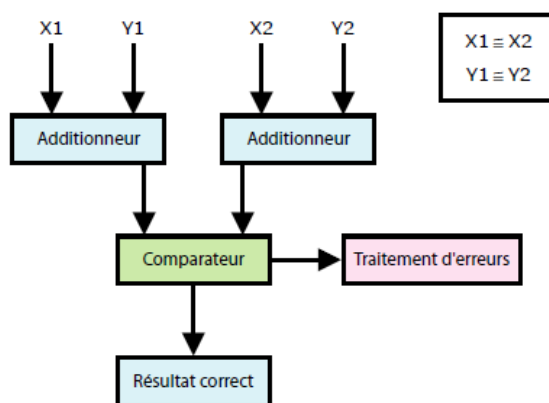 X1 Y1 X2 Y2
X1 ≅ X2
Y1 ≅ Y2
Additionneur Additionneur
Comparateur Traitement d'erreurs
Résultat correct